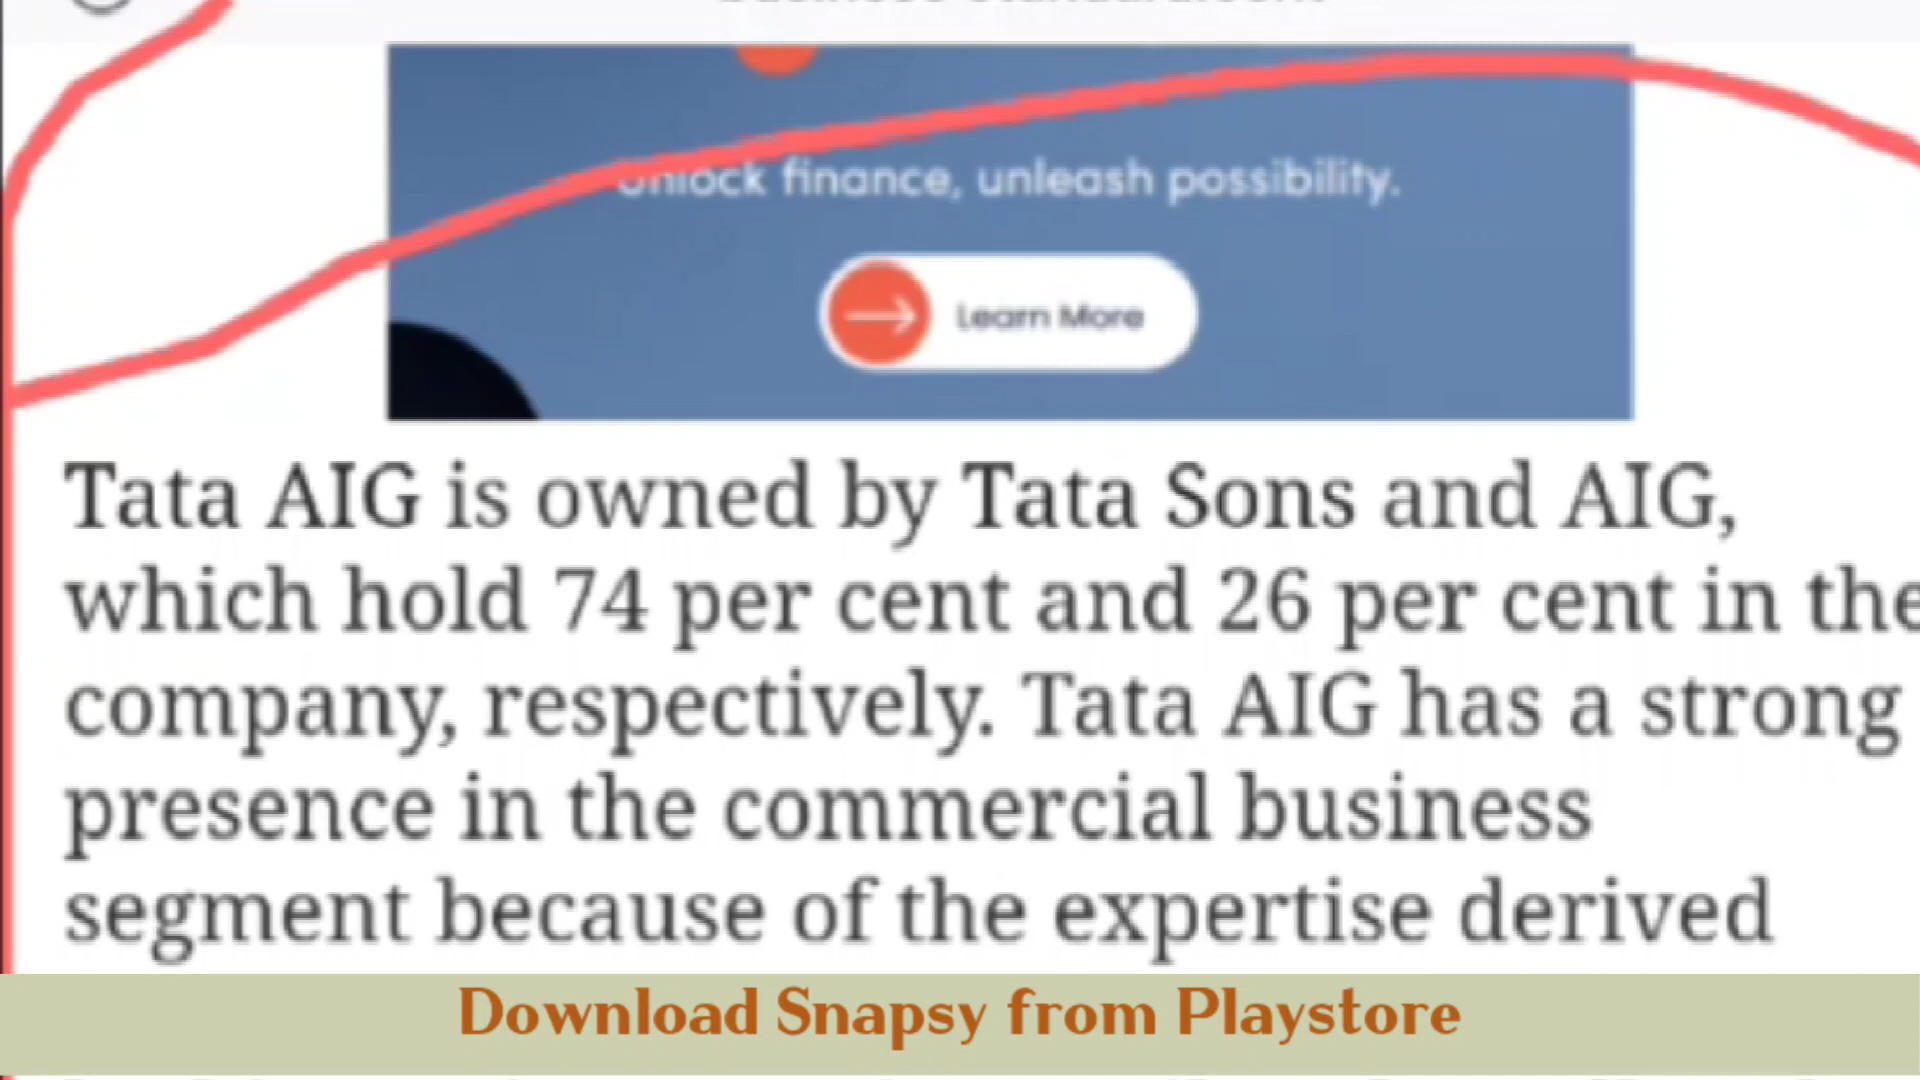 unlock finance, unleash possibility.
Learn More
Tata AIG is owned by Tata Sons and AIG,
which hold 74 per cent and 26 per cent in the
company, respectively. Tata AIG has a strong
presence in the commercial business
segment because of the expertise derived
Download Snapsy from Playstore